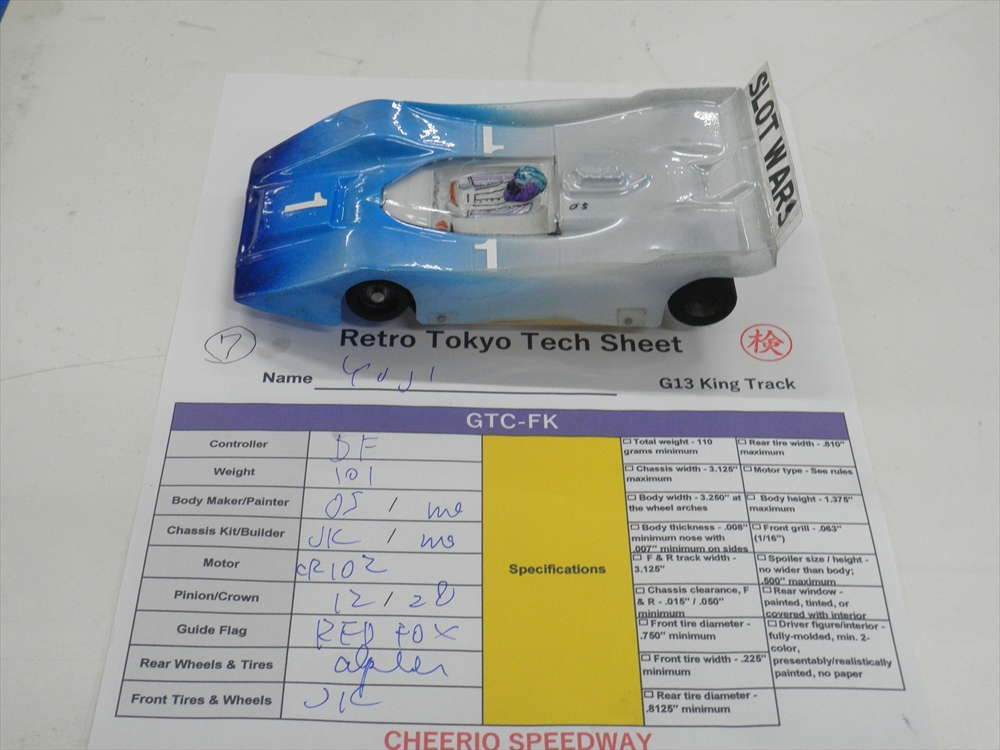 SLOT WARS
1
1
1
OS
7
Retro Tokyo Tech Sheet
検
Name Yuji
G13 King Track
GTC-FK
Controller DF
Weight 101
Body Maker/Painter OS / me
Chassis Kit/Builder JK / me
Motor R102
Pinion/Crown 12/28
Guide Flag RED FOX
Rear Wheels & Tires
Front Tires & Wheels JK
Specifications
Total weight - 110
grams minimum
Rear tire width - .810"
maximum
Chassis width - 3.125"
maximum
Motor type - See rules
Body width - 3.250" at
the wheel arches
Body height - 1.375"
maximum
Body thickness - .008"
minimum nose with
.007" minimum on sides
Front grill - .063"
(1/16")
F & R track width -
3.125"
Spoiler size / height -
no wider than body;
.500" maximum
Chassis clearance, F
& R - .015" / .050"
minimum
Rear window -
painted, tinted, or
covered with interior
Front tire diameter -
.750" minimum
Driver figure/interior -
fully-molded, min. 2-
color,
presentably/realistically
painted, no paper
Front tire width - .225"
minimum
Rear tire diameter -
.8125" minimum
CHEERIO SPEEDWAY